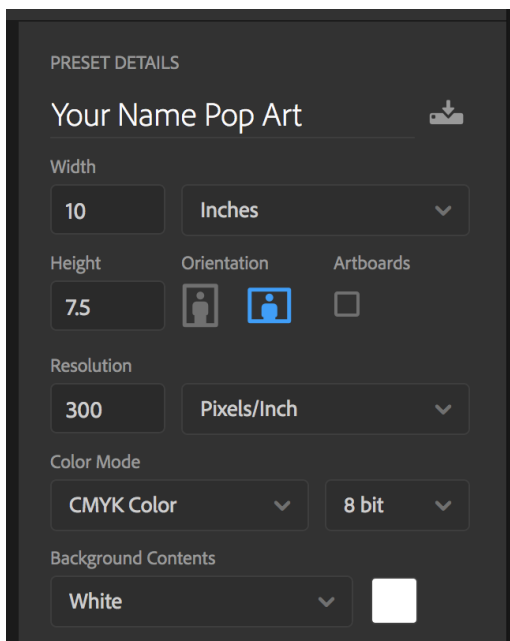 PRESET DETAILS
Your Name Pop Art
Width
10 Inches
Height Orientation Artboards
7.5
Resolution
300 Pixels/Inch
Color Mode
CMYK Color 8 bit
Background Contents
White